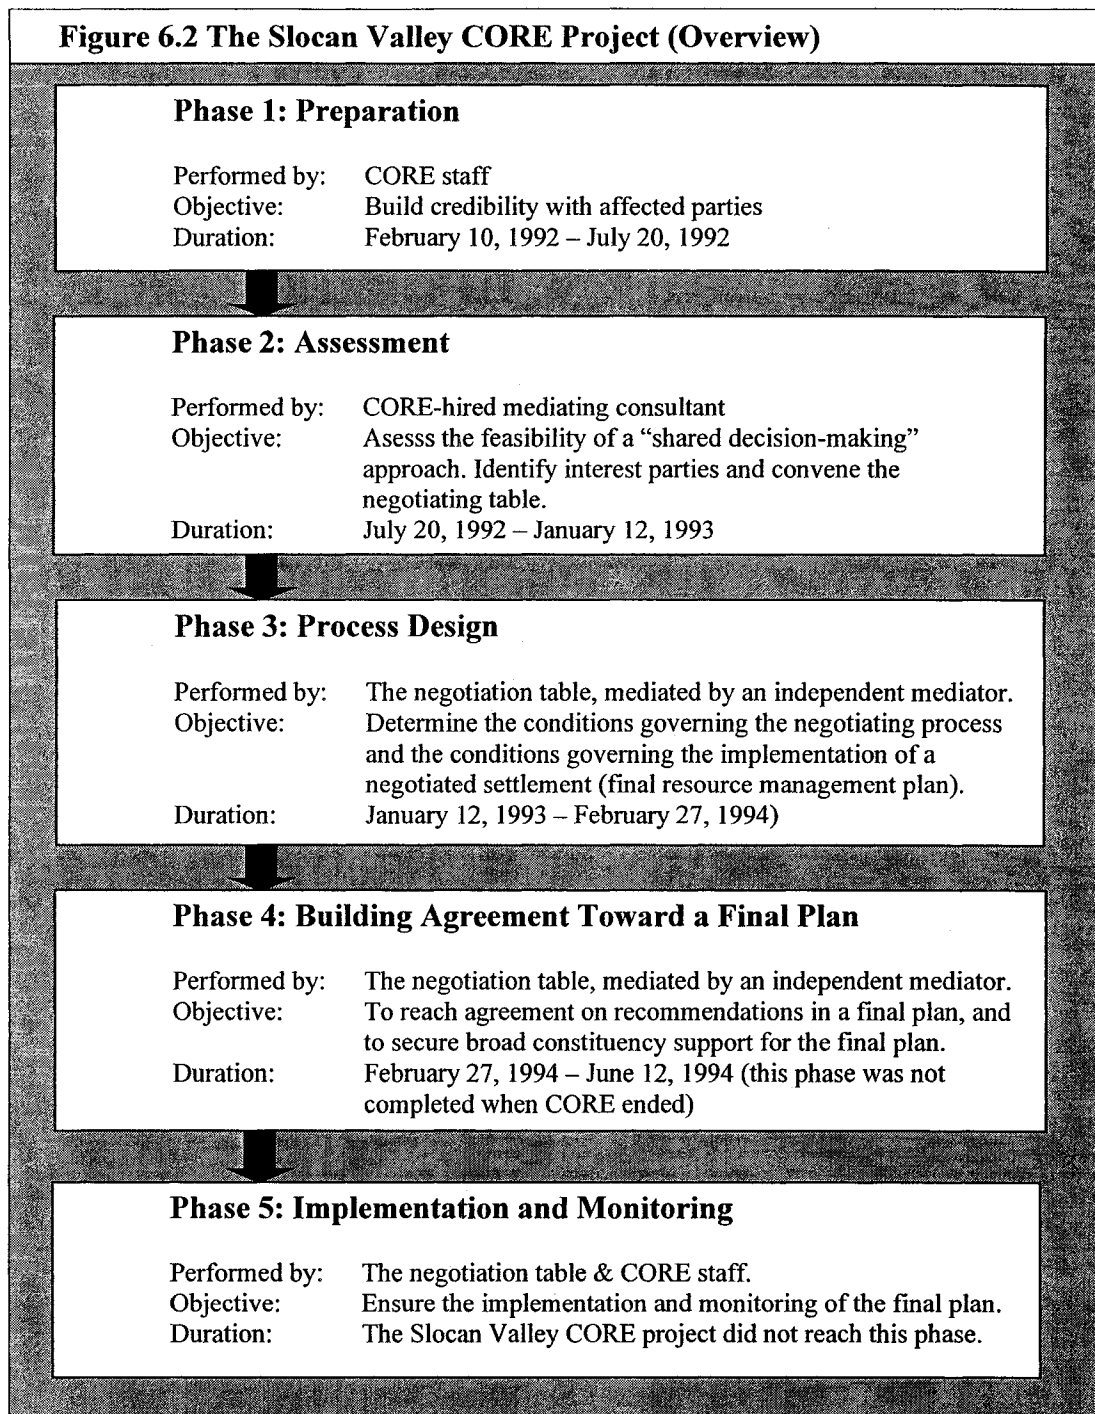 Figure 6.2 The Slocan Valley CORE Project (Overview)
Phase 1: Preparation
Performed by: CORE staff
Objective: Build credibility with affected parties
Duration: February 10, 1992 – July 20, 1992
Phase 2: Assessment
Performed by: CORE-hired mediating consultant
Objective: Asesss the feasibility of a “shared decision-making”
approach. Identify interest parties and convene the
negotiating table.
Duration: July 20, 1992 – January 12, 1993
Phase 3: Process Design
Performed by: The negotiation table, mediated by an independent mediator.
Objective: Determine the conditions governing the negotiating process
and the conditions governing the implementation of a
negotiated settlement (final resource management plan).
Duration: January 12, 1993 – February 27, 1994)
Phase 4: Building Agreement Toward a Final Plan
Performed by: The negotiation table, mediated by an independent mediator.
Objective: To reach agreement on recommendations in a final plan, and
to secure broad constituency support for the final plan.
Duration: February 27, 1994 – June 12, 1994 (this phase was not
completed when CORE ended)
Phase 5: Implementation and Monitoring
Performed by: The negotiation table & CORE staff.
Objective: Ensure the implementation and monitoring of the final plan.
Duration: The Slocan Valley CORE project did not reach this phase.